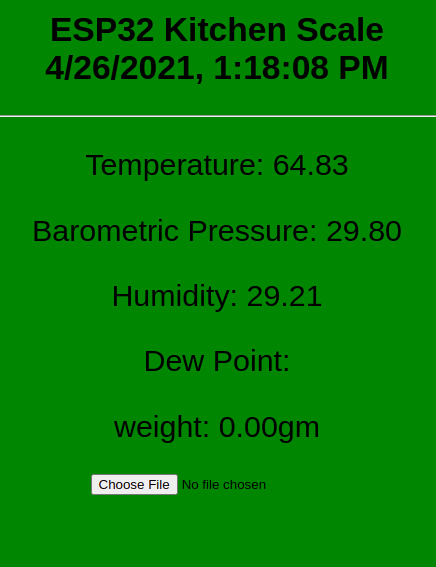 ESP32 Kitchen Scale
4/26/2021, 1:18:08 PM
Temperature: 64.83
Barometric Pressure: 29.80
Humidity: 29.21
Dew Point:
weight: 0.00gm
Choose File No file chosen